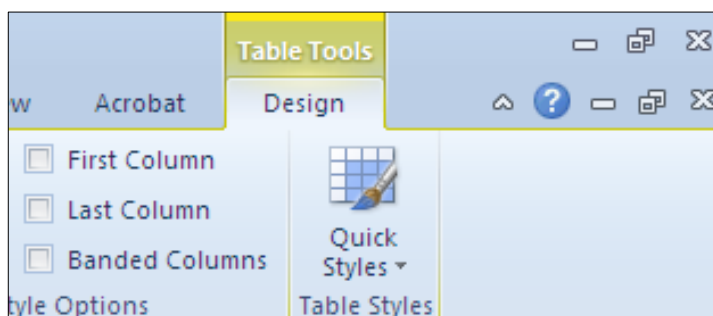 Table Tools
w Acrobat Design
First Column
Last Column
Banded Columns
Quick
Styles
tyle Options Table Styles